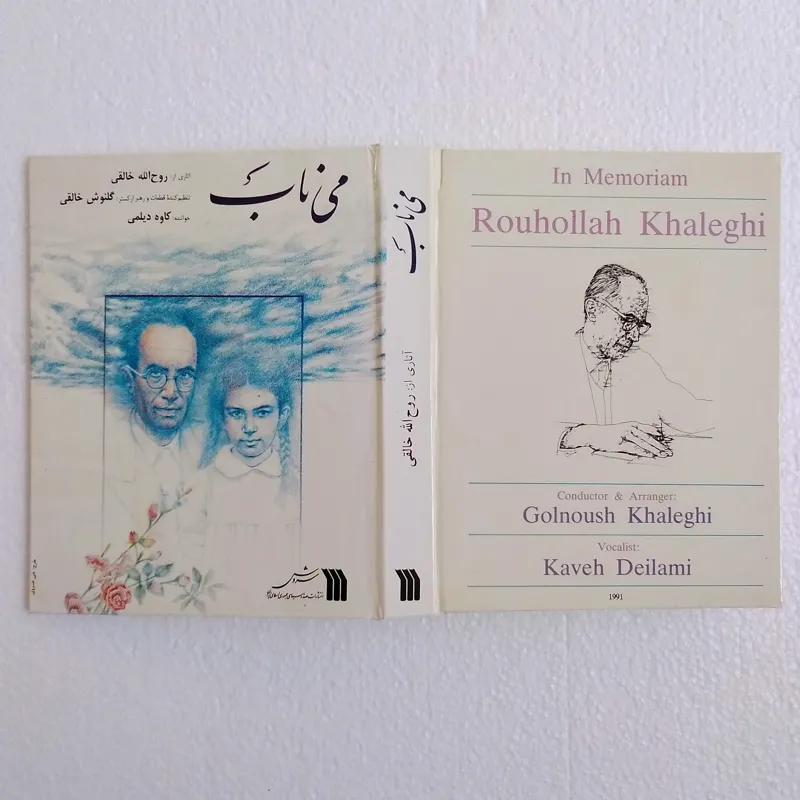 می ناب
آثاری از: روح‌الله خالقی
تنظیم‌کنندهٔ قطعات و رهبر ارکستر: گلنوش خالقی
خواننده: کاوه دیلمی
سروش
می ناب
آثاری از: روح‌الله خالقی
In Memoriam
Rouhollah Khaleghi
Conductor & Arranger:
Golnoush Khaleghi
Vocalist:
Kaveh Deilami
1991